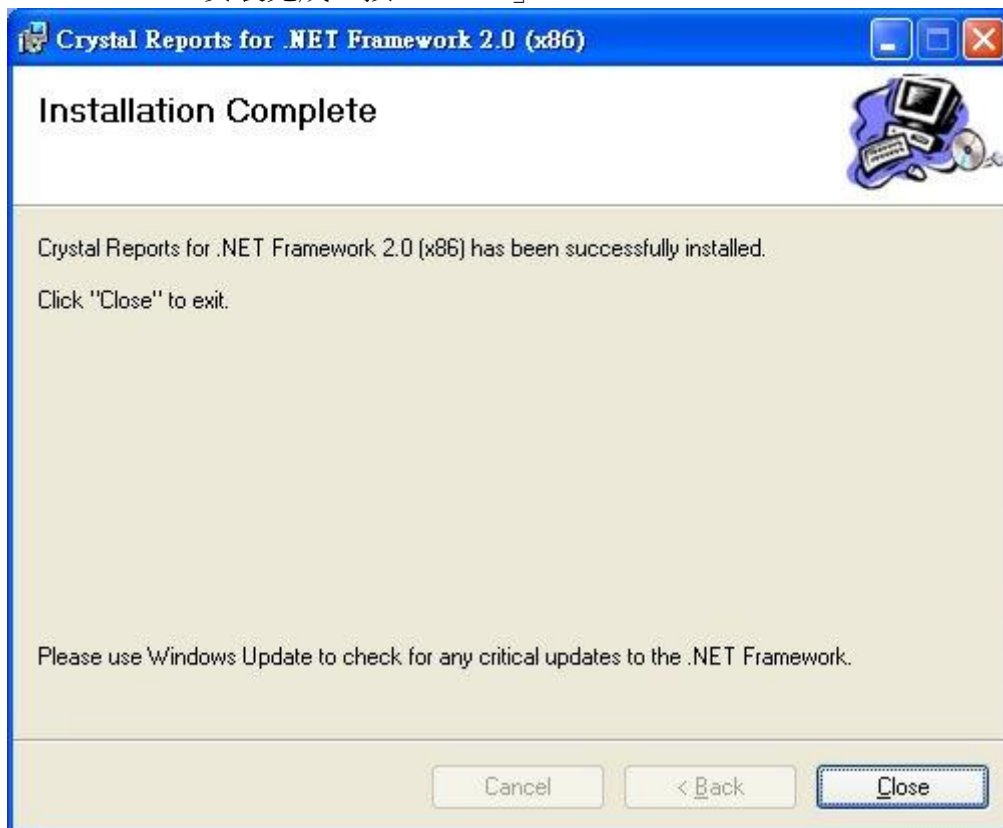 Crystal Reports for .NET Framework 2.0 (x86)
Installation Complete
Crystal Reports for .NET Framework 2.0 (x86) has been successfully installed.
Click "Close" to exit.
Please use Windows Update to check for any critical updates to the .NET Framework.
Cancel
< Back
Close